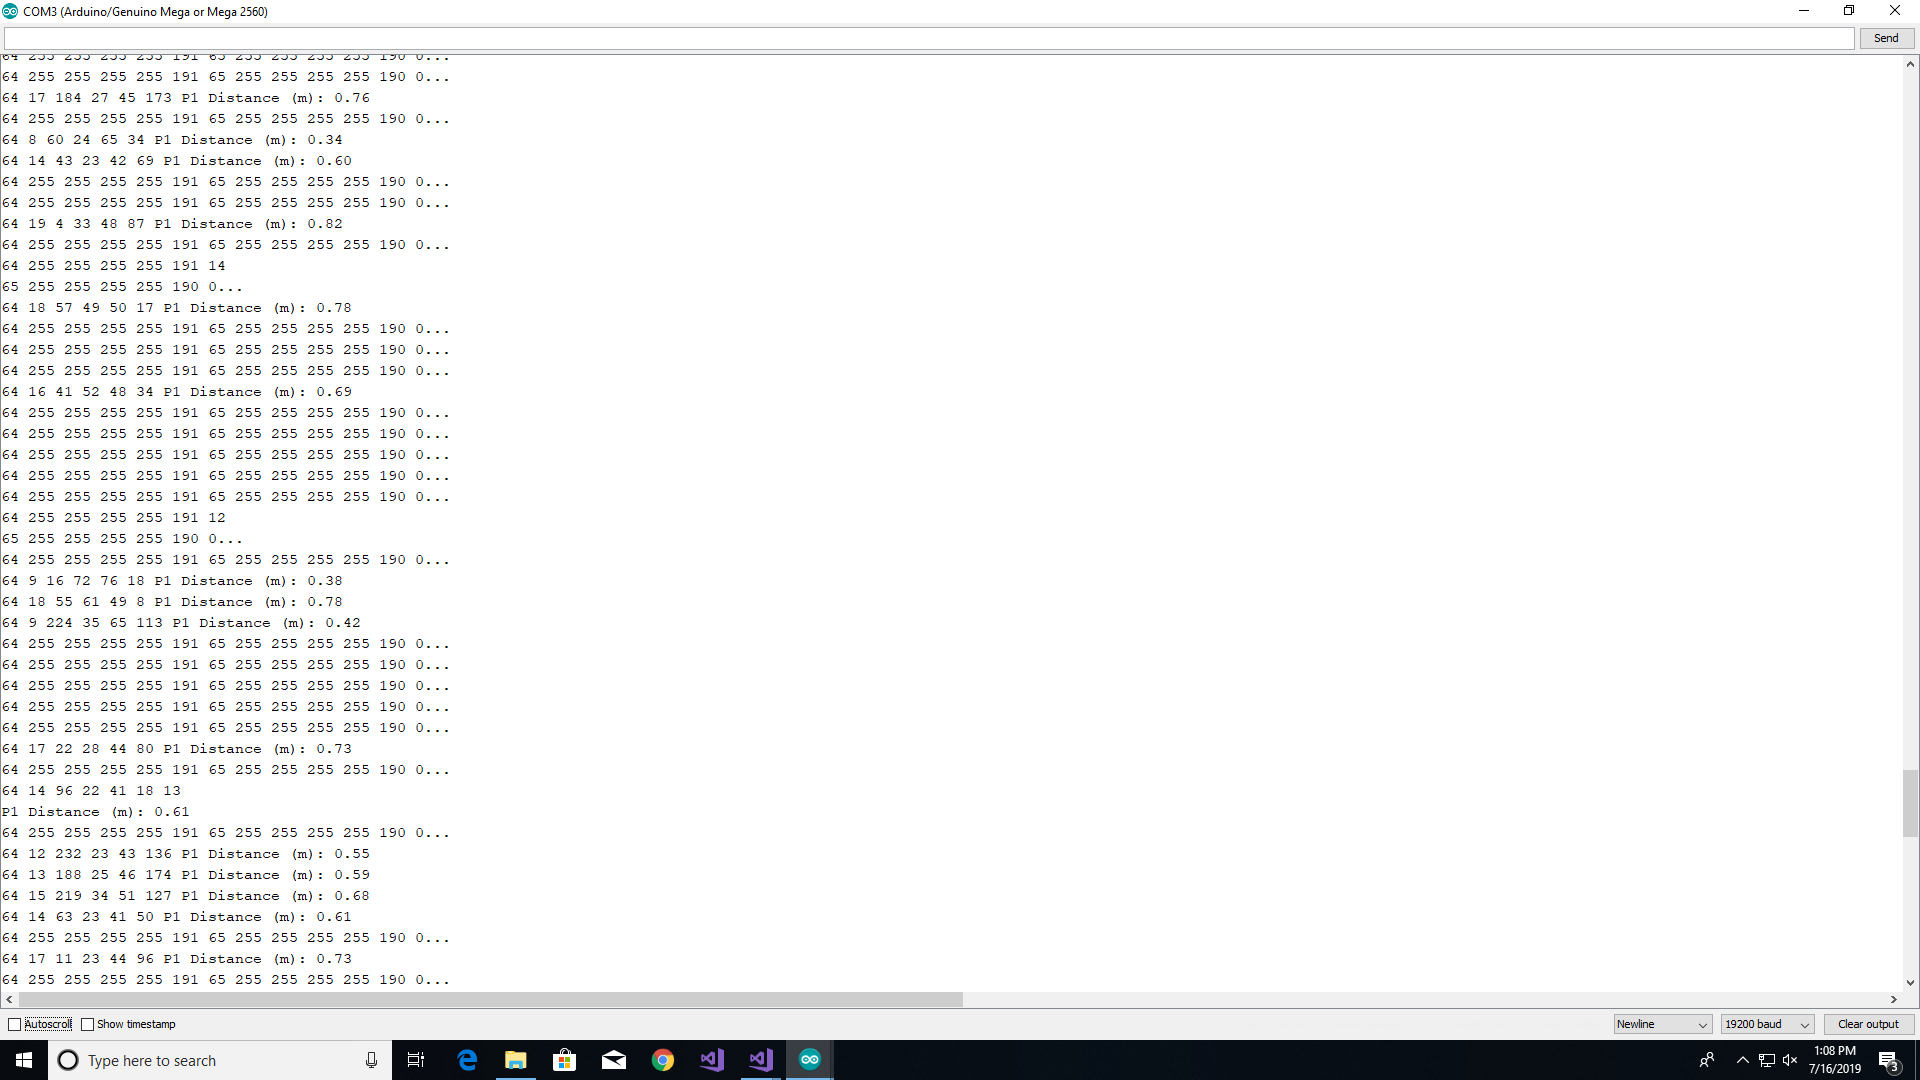 COM3 (Arduino/Genuino Mega or Mega 2560)
Send
64 255 255 255 255 191 65 255 255 255 255 190 0...
64 255 255 255 255 191 65 255 255 255 255 190 0...
64 17 184 27 45 173 P1 Distance (m): 0.76
64 255 255 255 255 191 65 255 255 255 255 190 0...
64 8 60 24 65 34 P1 Distance (m): 0.34
64 14 43 23 42 69 P1 Distance (m): 0.60
64 255 255 255 255 191 65 255 255 255 255 190 0...
64 255 255 255 255 191 65 255 255 255 255 190 0...
64 19 4 33 48 87 P1 Distance (m): 0.82
64 255 255 255 255 191 65 255 255 255 255 190 0...
64 255 255 255 255 191 14
65 255 255 255 255 190 0...
64 18 57 49 50 17 P1 Distance (m): 0.78
64 255 255 255 255 191 65 255 255 255 255 190 0...
64 255 255 255 255 191 65 255 255 255 255 190 0...
64 255 255 255 255 191 65 255 255 255 255 190 0...
64 16 41 52 48 34 P1 Distance (m): 0.69
64 255 255 255 255 191 65 255 255 255 255 190 0...
64 255 255 255 255 191 65 255 255 255 255 190 0...
64 255 255 255 255 191 65 255 255 255 255 190 0...
64 255 255 255 255 191 65 255 255 255 255 190 0...
64 255 255 255 255 191 65 255 255 255 255 190 0...
64 255 255 255 255 191 12
65 255 255 255 255 190 0...
64 255 255 255 255 191 65 255 255 255 255 190 0...
64 9 16 72 76 18 P1 Distance (m): 0.38
64 18 55 61 49 8 P1 Distance (m): 0.78
64 9 224 35 65 113 P1 Distance (m): 0.42
64 255 255 255 255 191 65 255 255 255 255 190 0...
64 255 255 255 255 191 65 255 255 255 255 190 0...
64 255 255 255 255 191 65 255 255 255 255 190 0...
64 255 255 255 255 191 65 255 255 255 255 190 0...
64 255 255 255 255 191 65 255 255 255 255 190 0...
64 17 22 28 44 80 P1 Distance (m): 0.73
64 255 255 255 255 191 65 255 255 255 255 190 0...
64 14 96 22 41 18 13
P1 Distance (m): 0.61
64 255 255 255 255 191 65 255 255 255 255 190 0...
64 12 232 23 43 136 P1 Distance (m): 0.55
64 13 188 25 46 174 P1 Distance (m): 0.59
64 15 219 34 51 127 P1 Distance (m): 0.68
64 14 63 23 41 50 P1 Distance (m): 0.61
64 255 255 255 255 191 65 255 255 255 255 190 0...
64 17 11 23 44 96 P1 Distance (m): 0.73
64 255 255 255 255 191 65 255 255 255 255 190 0...
Autoscroll Show timestamp Newline 19200 baud Clear output
Type here to search
1:08 PM
7/16/2019
3